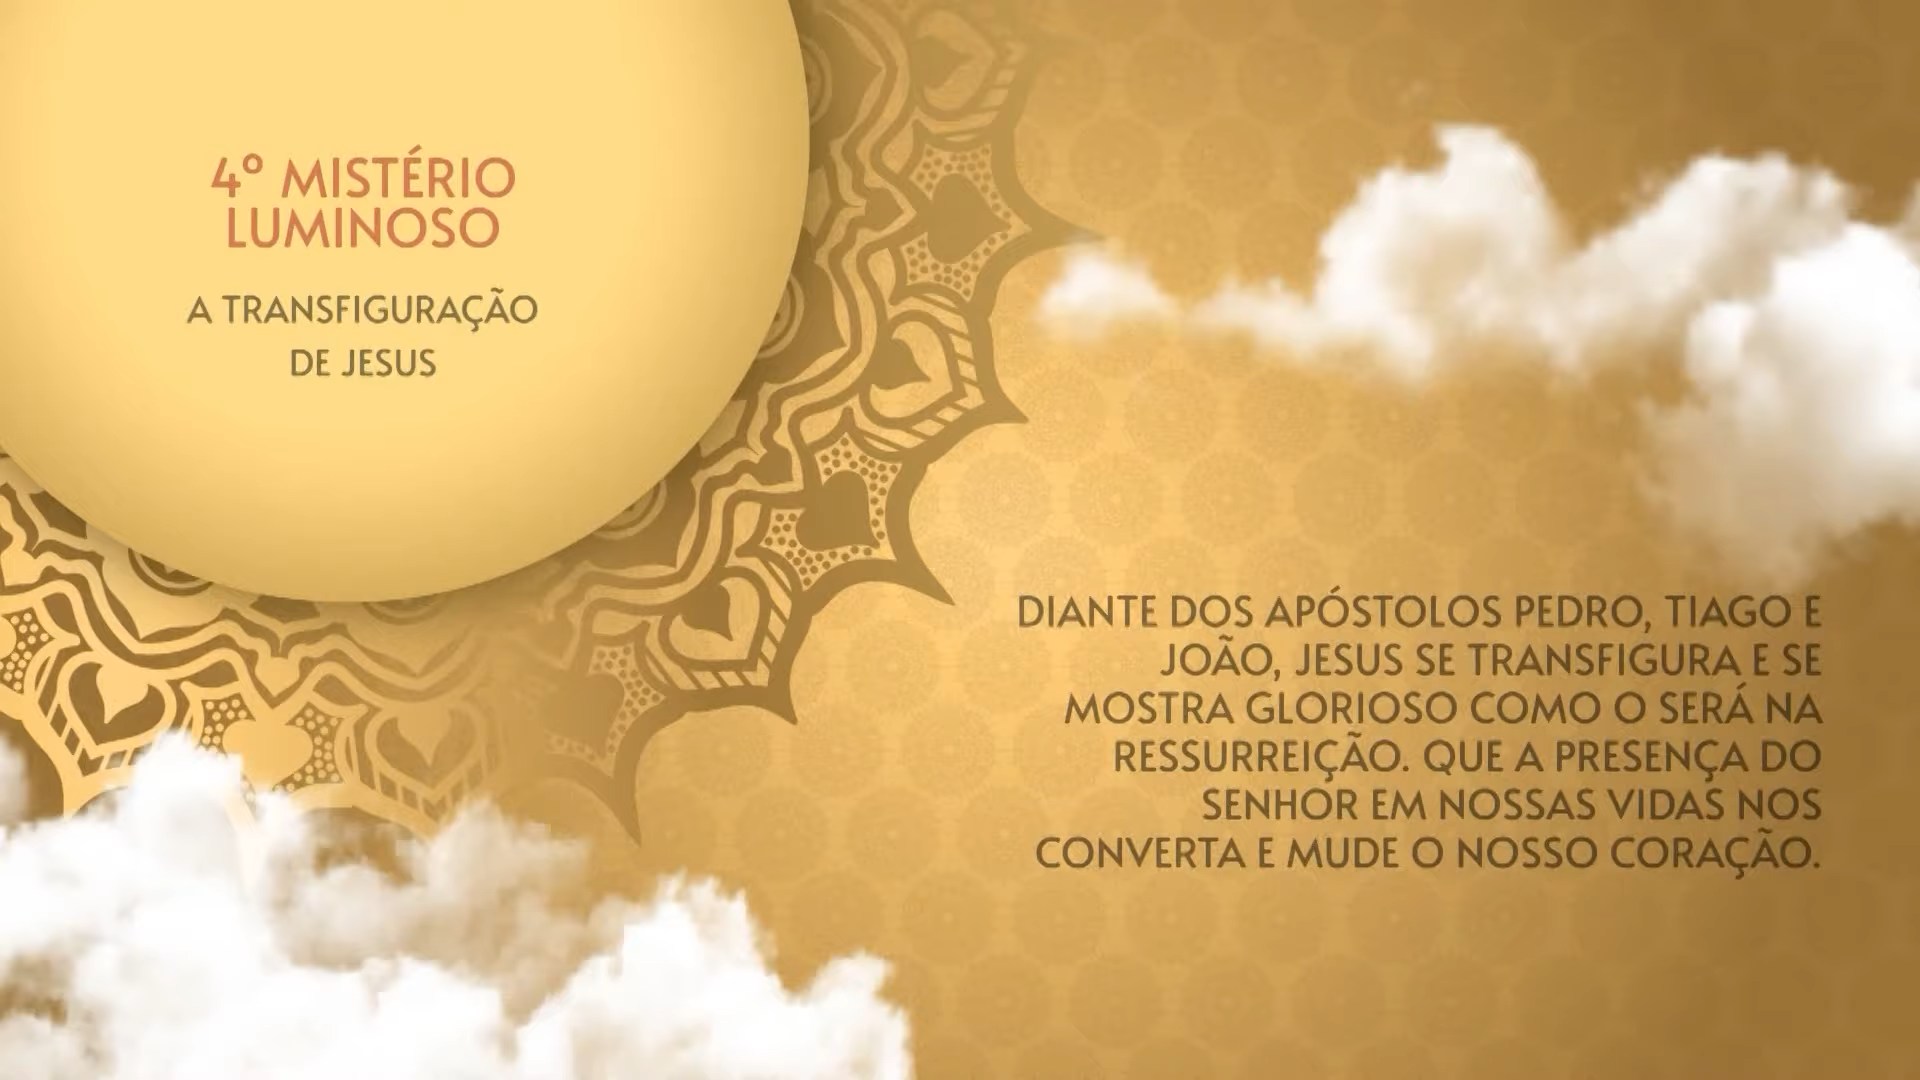 4º MISTÉRIO
LUMINOSO
A TRANSFIGURAÇÃO
DE JESUS
DIANTE DOS APÓSTOLOS PEDRO, TIAGO E
JOÃO, JESUS SE TRANSFIGURA E SE
MOSTRA GLORIOSO COMO O SERÁ NA
RESSURREIÇÃO. QUE A PRESENÇA DO
SENHOR EM NOSSAS VIDAS NOS
CONVERTA E MUDE O NOSSO CORAÇÃO.